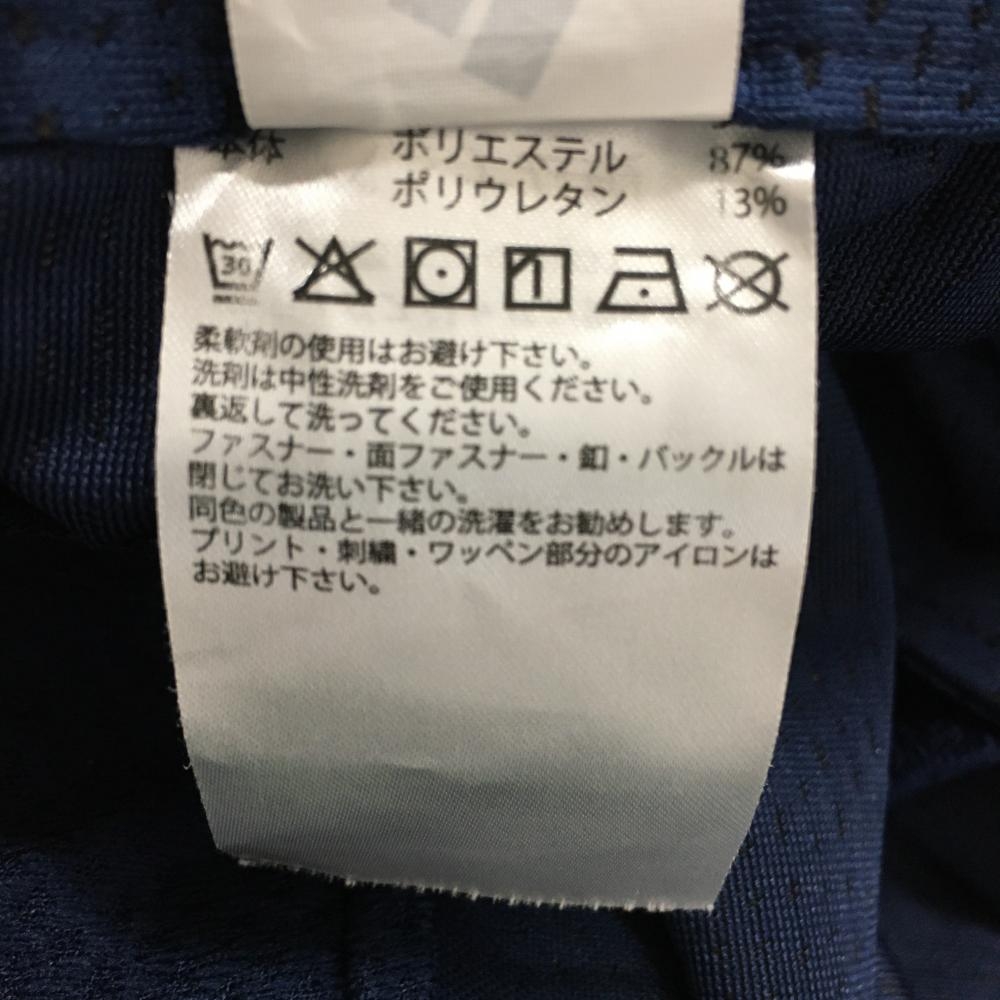 本体 ポリエステル 87%
ポリウレタン 13%
30
柔軟剤の使用はお避け下さい。
洗剤は中性洗剤をご使用ください。
裏返して洗ってください。
ファスナー・面ファスナー・釦・バックルは
閉じてお洗い下さい。
同色の製品と一緒の洗濯をお勧めします。
プリント・刺繍・ワッペン部分のアイロンは
お避け下さい。